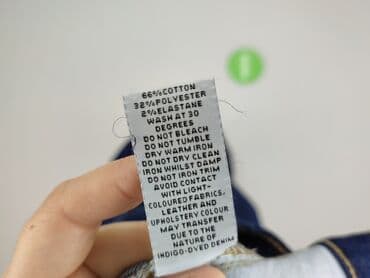 66%COTTON
32%POLYESTER
2%ELASTANE
WASH AT 30
DEGREES
DO NOT BLEACH
DO NOT TUMBLE
DRY WARM IRON
DO NOT DRY CLEAN
IRON WHILST DAMP
DO NOT IRON TRIM
AVOID CONTACT
WITH LIGHT-
COLOURED FABRICS,
LEATHER AND
UPHOLSTERY COLOUR
MAY TRANSFER
DUE TO THE
NATURE OF
INDIGO-DYED DENIM